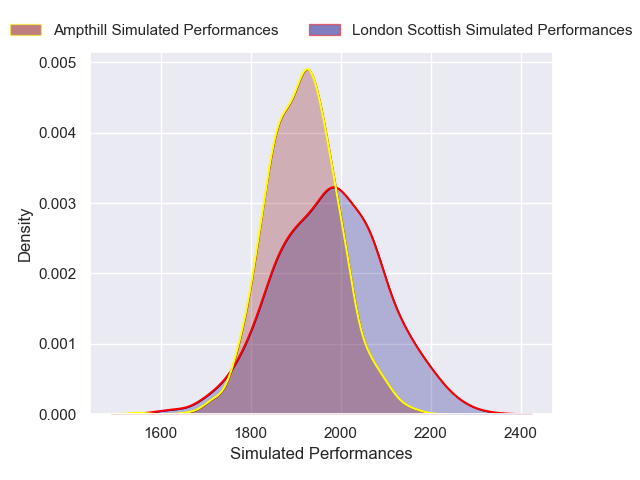 Ampthill Simulated Performances
London Scottish Simulated Performances
0.005
0.004
0.003
0.002
0.001
0.000
Density
1600 1800 2000 2200 2400
Simulated Performances